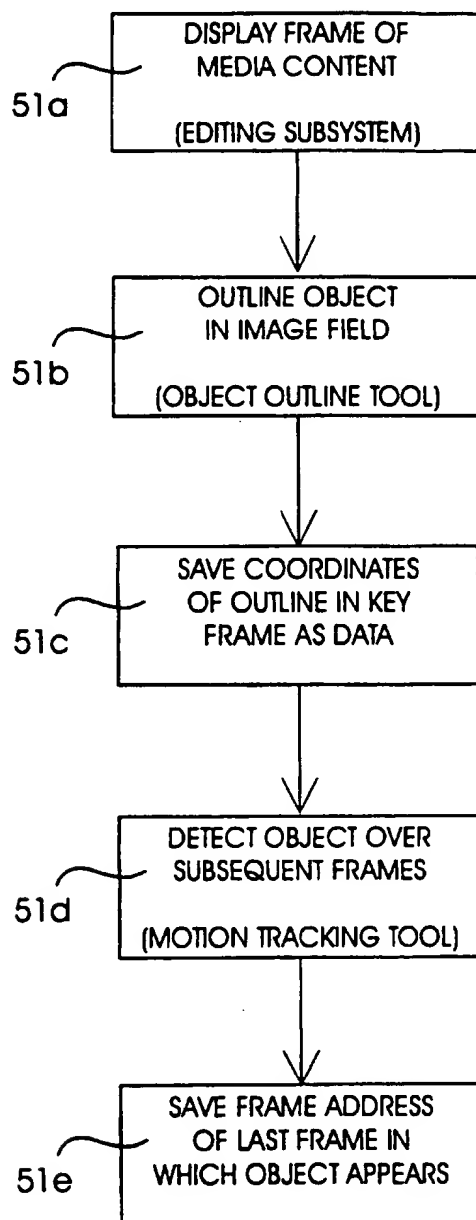 DISPLAY FRAME OF
MEDIA CONTENT
51a
(EDITING SUBSYSTEM)
OUTLINE OBJECT
IN IMAGE FIELD
51b
(OBJECT OUTLINE TOOL)
SAVE COORDINATES
OF OUTLINE IN KEY
FRAME AS DATA
51c
DETECT OBJECT OVER
SUBSEQUENT FRAMES
51d
(MOTION TRACKING TOOL)
SAVE FRAME ADDRESS
OF LAST FRAME IN
WHICH OBJECT APPEARS
51e